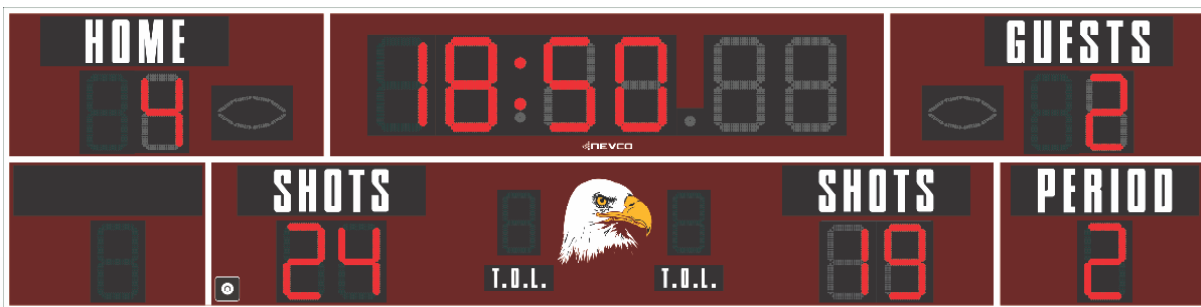 HOME
4
18:50
NEVCO
GUESTS
2
SHOTS
24
T.O.L.
T.O.L.
SHOTS
19
PERIOD
2